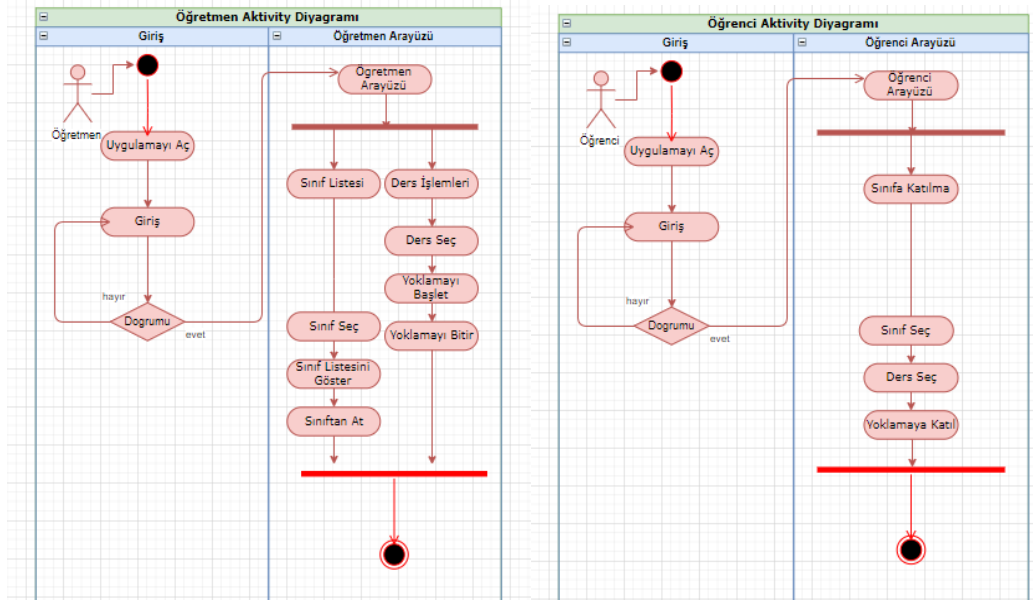 Öğretmen Aktivity Diyagramı
Giriş
Öğretmen Arayüzü
Öğretmen
Uygulamayı Aç
Giriş
hayır
Dogrumu
evet
Ögretmen
Arayüzü
Sınıf Listesi
Ders İşlemleri
Ders Seç
Yoklamayı
Başlet
Sınıf Seç
Yoklamayı Bitir
Sınıf Listesini
Göster
Sınıftan At
Öğrenci Aktivity Diyagramı
Giriş
Öğrenci Arayüzü
Öğrenci
Uygulamayı Aç
Giriş
hayır
Dogrumu
evet
Öğrenci
Arayüzü
Sınıfa Katılma
Sınıf Seç
Ders Seç
Yoklamaya Katıl